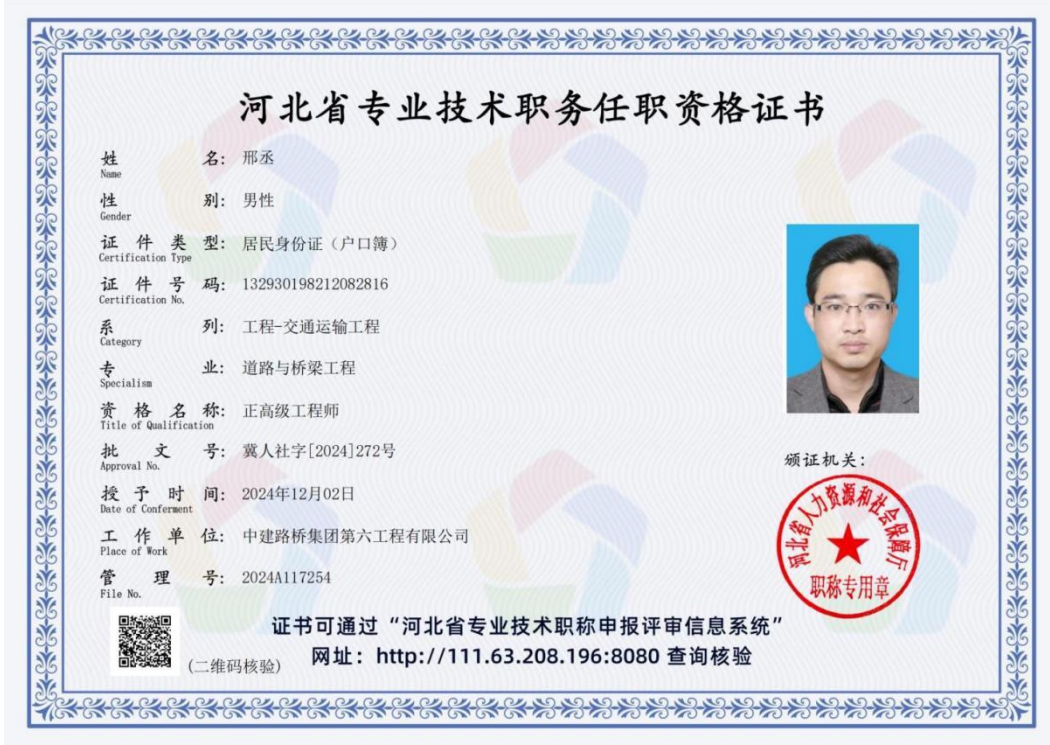 河北省专业技术职务任职资格证书
姓名：邢丞
Name
性别：男性
Gender
证件类型：居民身份证（户口簿）
Certification Type
证件号码：132930198212082816
Certification No.
系列：工程-交通运输工程
Category
专业：道路与桥梁工程
Specialism
资格名称：正高级工程师
Title of Qualification
批文号：冀人社字[2024]272号
Approval No.
授予时间：2024年12月02日
Date of Conferment
工作单位：中建路桥集团第六工程有限公司
Place of Work
管理号：2024A117254
File No.
颁证机关：
河北省人力资源和社会保障厅
职称专用章
证书可通过“河北省专业技术职称申报评审信息系统”
(二维码核验)
网址：http://111.63.208.196:8080 查询核验